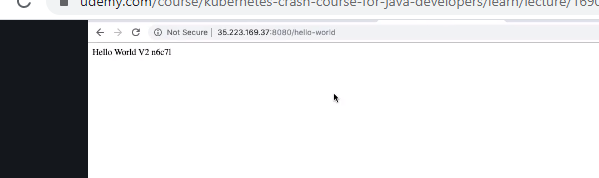 udemy.com/course/kubernetes-crash-course-for-java-developers/learn/lecture/1690
Not Secure | 35.223.169.37:8080/hello-world
Hello World V2 n6c7l